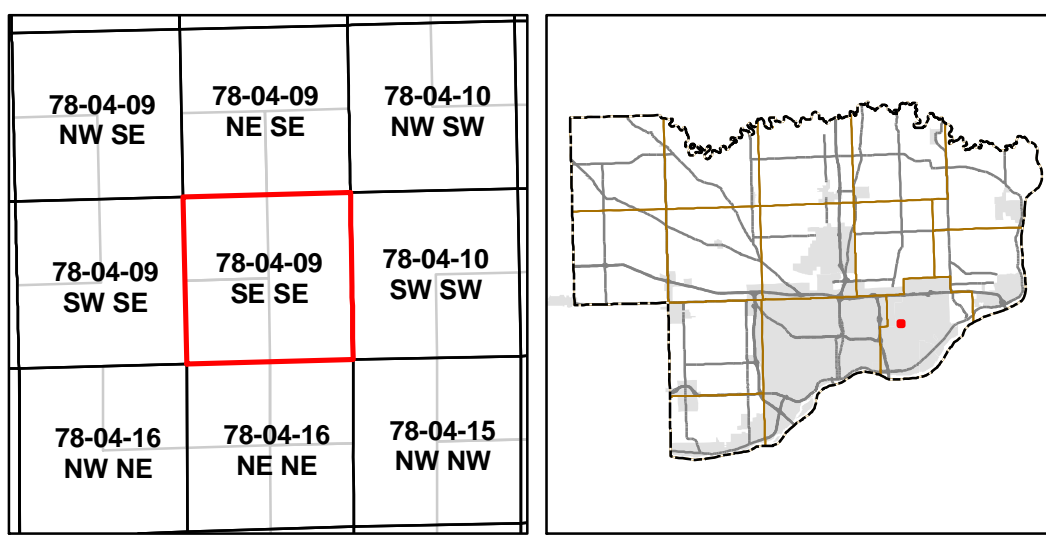 78-04-09
NW SE
78-04-09
NE SE
78-04-10
NW SW
78-04-09
SW SE
78-04-09
SE SE
78-04-10
SW SW
78-04-16
NW NE
78-04-16
NE NE
78-04-15
NW NW